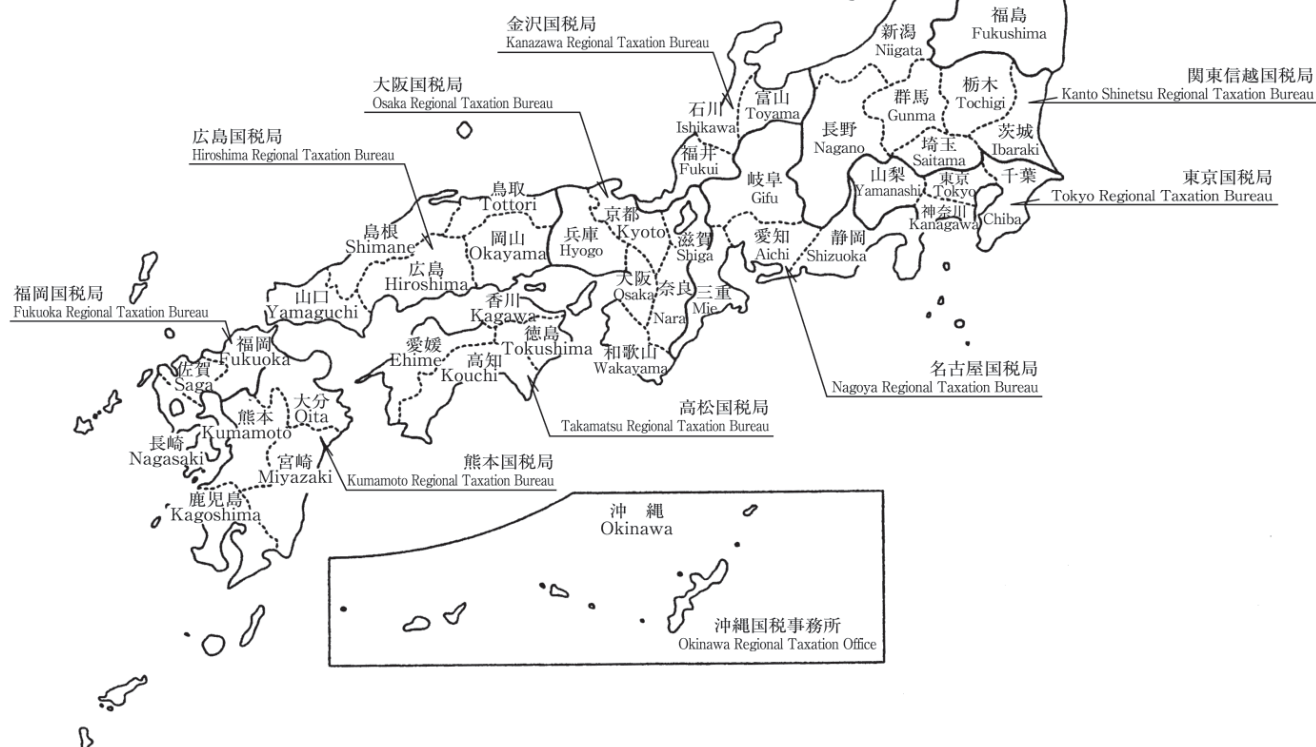 福島
Fukushima
金沢国税局
Kanazawa Regional Taxation Bureau
新潟
Niigata
大阪国税局
Osaka Regional Taxation Bureau
関東信越国税局
Kanto Shinetsu Regional Taxation Bureau
栃木
Tochigi
群馬
Gunma
富山
Toyama
石川
Ishikawa
長野
Nagano
茨城
Ibaraki
広島国税局
Hiroshima Regional Taxation Bureau
埼玉
Saitama
福井
Fukui
岐阜
Gifu
山梨
Yamanashi
東京
Tokyo
千葉
Chiba
東京国税局
Tokyo Regional Taxation Bureau
鳥取
Tottori
神奈川
Kanagawa
京都
Kyoto
兵庫
Hyogo
滋賀
Shiga
愛知
Aichi
静岡
Shizuoka
島根
Shimane
岡山
Okayama
広島
Hiroshima
大阪
Osaka
奈良
Nara
三重
Mie
福岡国税局
Fukuoka Regional Taxation Bureau
山口
Yamaguchi
香川
Kagawa
徳島
Tokushima
愛媛
Ehime
高知
Kouchi
和歌山
Wakayama
福岡
Fukuoka
佐賀
Saga
名古屋国税局
Nagoya Regional Taxation Bureau
大分
Oita
熊本
Kumamoto
高松国税局
Takamatsu Regional Taxation Bureau
長崎
Nagasaki
宮崎
Miyazaki
熊本国税局
Kumamoto Regional Taxation Bureau
鹿児島
Kagoshima
沖縄
Okinawa
沖縄国税事務所
Okinawa Regional Taxation Office